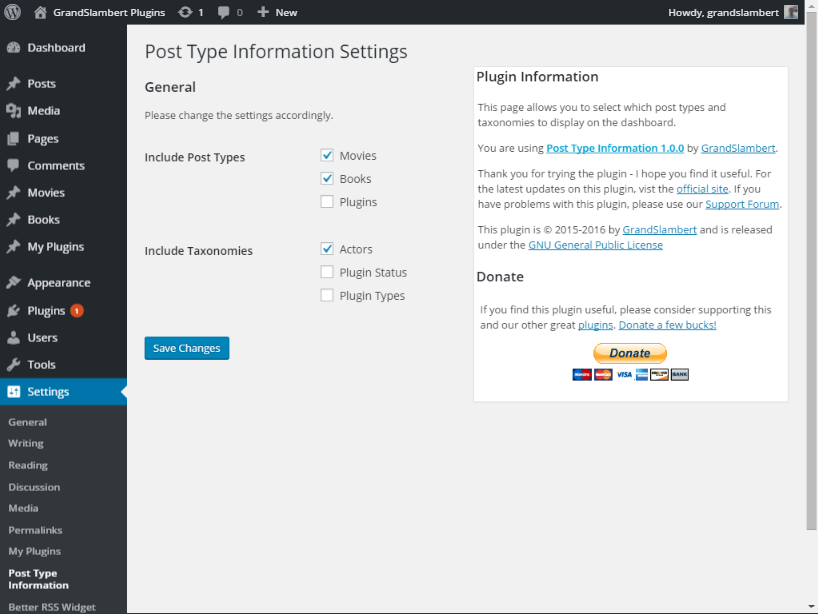 GrandSlambert Plugins 1 0 New
Howdy, grandslambert
Dashboard
Posts
Media
Pages
Comments
Movies
Books
My Plugins
Appearance
Plugins 1
Users
Tools
Settings
General
Writing
Reading
Discussion
Media
Permalinks
My Plugins
Post Type
Information
Better RSS Widget
Post Type Information Settings
General
Please change the settings accordingly.
Include Post Types
Movies
Books
Plugins
Include Taxonomies
Actors
Plugin Status
Plugin Types
Save Changes
Plugin Information
This page allows you to select which post types and
taxonomies to display on the dashboard.
You are using Post Type Information 1.0.0 by GrandSlambert.
Thank you for trying the plugin - I hope you find it useful. For
the latest updates on this plugin, vist the official site. If you
have problems with this plugin, please use our Support Forum.
This plugin is © 2015-2016 by GrandSlambert and is released
under the GNU General Public License
Donate
If you find this plugin useful, please consider supporting this
and our other great plugins. Donate a few bucks!
Donate
VISA
BANK